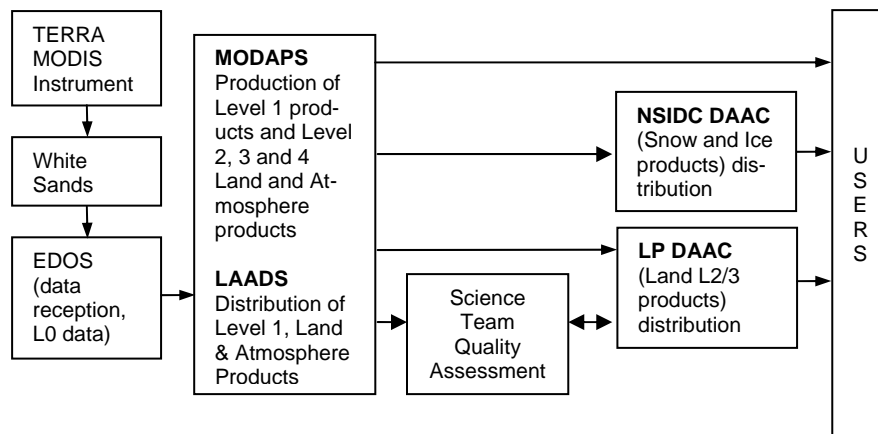 TERRA
MODIS
Instrument
White
Sands
EDOS
(data
reception,
L0 data)
MODAPS
Production of
Level 1 prod-
ucts and Level
2, 3 and 4
Land and At-
mosphere
products
LAADS
Distribution of
Level 1, Land
& Atmosphere
Products
Science
Team
Quality
Assessment
NSIDC DAAC
(Snow and Ice
products) dis-
tribution
LP DAAC
(Land L2/3
products)
distribution
U
S
E
R
S